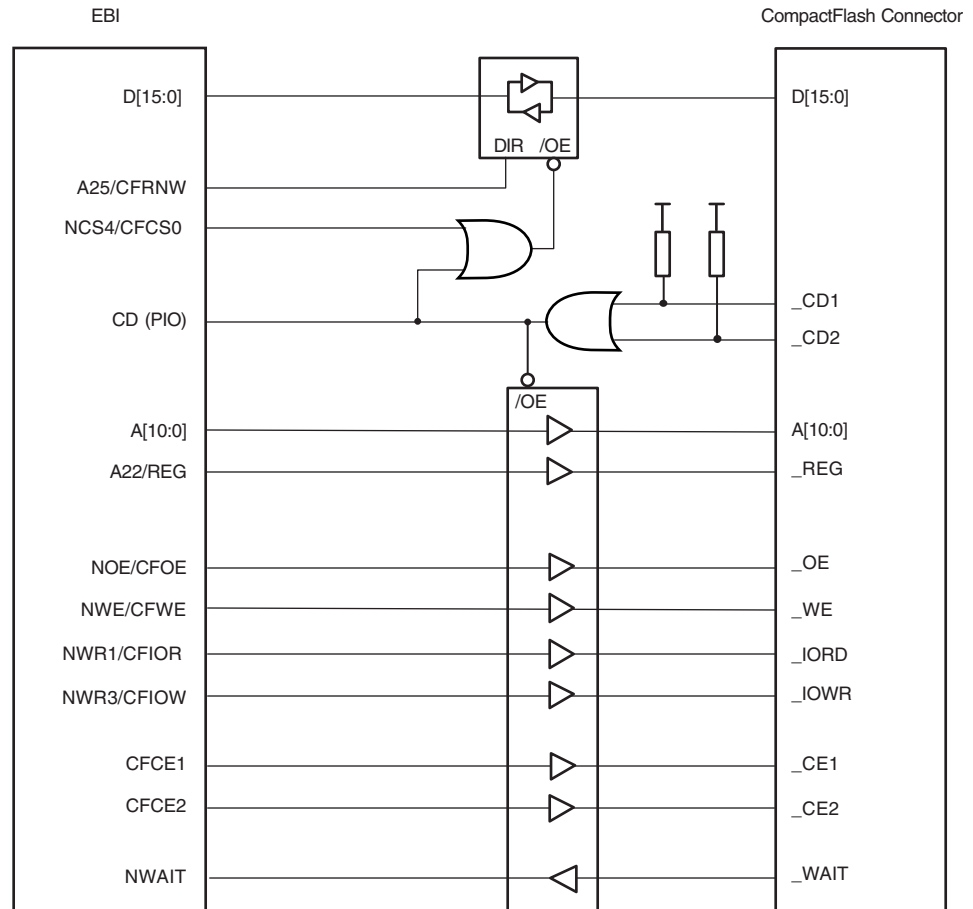 EBI
CompactFlash Connector
D[15:0]
D[15:0]
DIR /OE
A25/CFRNW
NCS4/CFCS0
_CD1
CD (PIO)
_CD2
/OE
A[10:0]
A[10:0]
A22/REG
_REG
NOE/CFOE
_OE
NWE/CFWE
_WE
NWR1/CFIOR
_IORD
NWR3/CFIOW
_IOWR
CFCE1
_CE1
CFCE2
_CE2
NWAIT
_WAIT